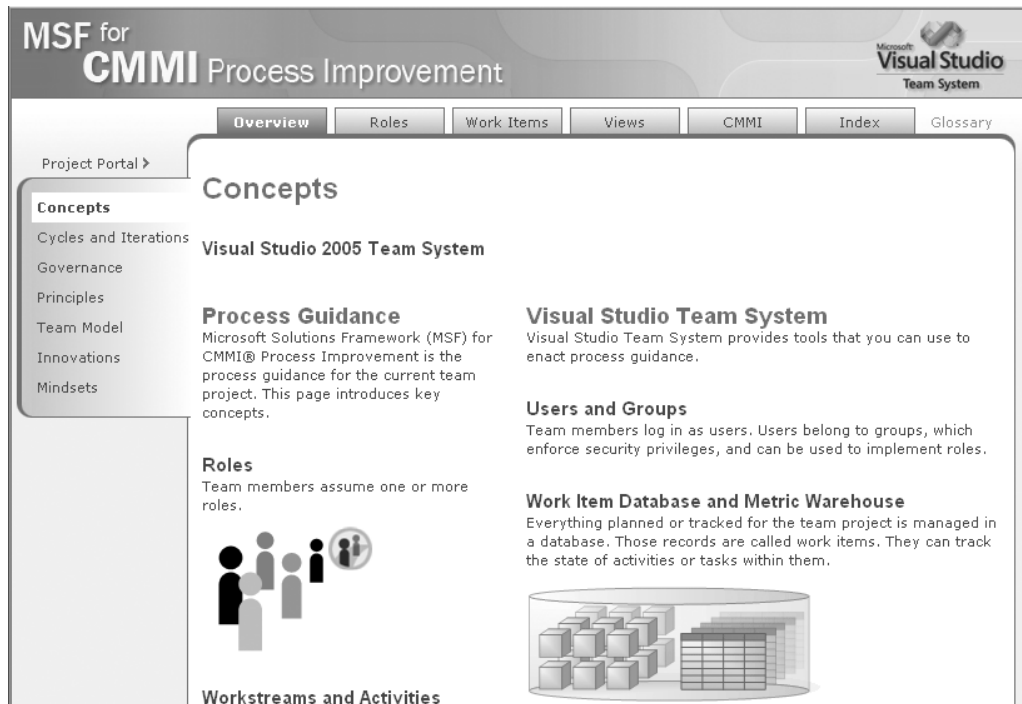 MSF for
CMMI Process Improvement
Microsoft®
Visual Studio
Team System
Overview
Roles
Work Items
Views
CMMI
Index
Glossary
Project Portal >
Concepts
Cycles and Iterations
Governance
Principles
Team Model
Innovations
Mindsets
Concepts
Visual Studio 2005 Team System
Process Guidance
Microsoft Solutions Framework (MSF) for
CMMI® Process Improvement is the
process guidance for the current team
project. This page introduces key
concepts.
Roles
Team members assume one or more
roles.
Workstreams and Activities
Visual Studio Team System
Visual Studio Team System provides tools that you can use to
enact process guidance.
Users and Groups
Team members log in as users. Users belong to groups, which
enforce security privileges, and can be used to implement roles.
Work Item Database and Metric Warehouse
Everything planned or tracked for the team project is managed in
a database. Those records are called work items. They can track
the state of activities or tasks within them.